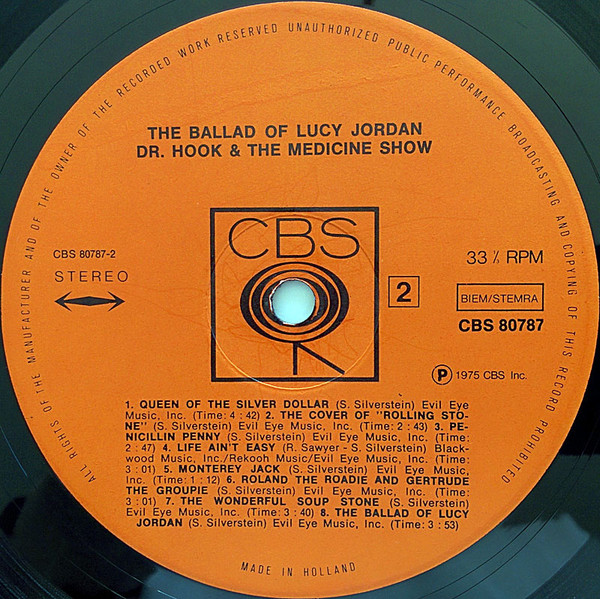 ALL RIGHTS OF THE MANUFACTURER AND OF THE OWNER OF THE RECORDED WORK RESERVED UNAUTHORIZED PUBLIC PERFORMANCE BROADCASTING AND COPYING OF THIS RECORD PROHIBITED
THE BALLAD OF LUCY JORDAN
DR. HOOK & THE MEDICINE SHOW
CBS
CBS 80787-2
STEREO
2
33⅓ RPM
BIEM/STEMRA
CBS 80787
Ⓟ 1975 CBS Inc.
1. QUEEN OF THE SILVER DOLLAR (S. Silverstein) Evil Eye
Music, Inc. (Time: 4 : 42) 2. THE COVER OF "ROLLING STO-
NE" (S. Silverstein) Evil Eye Music, Inc. (Time: 2 : 43) 3. PE-
NICILLIN PENNY (S. Silverstein) Evil Eye Music, Inc. (Time:
2 : 47) 4. LIFE AIN'T EASY (R. Sawyer - S. Silverstein) Black-
wood Music, Inc./Rekooh Music/Evil Eye Music, Inc. (Time:
3 : 01) 5. MONTEREY JACK (S. Silverstein) Evil Eye Music,
Inc. (Time: 1 : 12) 6. ROLAND THE ROADIE AND GERTRUDE
THE GROUPIE (S. Silverstein) Evil Eye Music, Inc. (Time:
3 : 01) 7. THE WONDERFUL SOUP STONE (S. Silverstein)
Evil Eye Music, Inc. (Time: 3 : 40) 8. THE BALLAD OF LUCY
JORDAN (S. Silverstein) Evil Eye Music, Inc. (Time: 3 : 53)
MADE IN HOLLAND